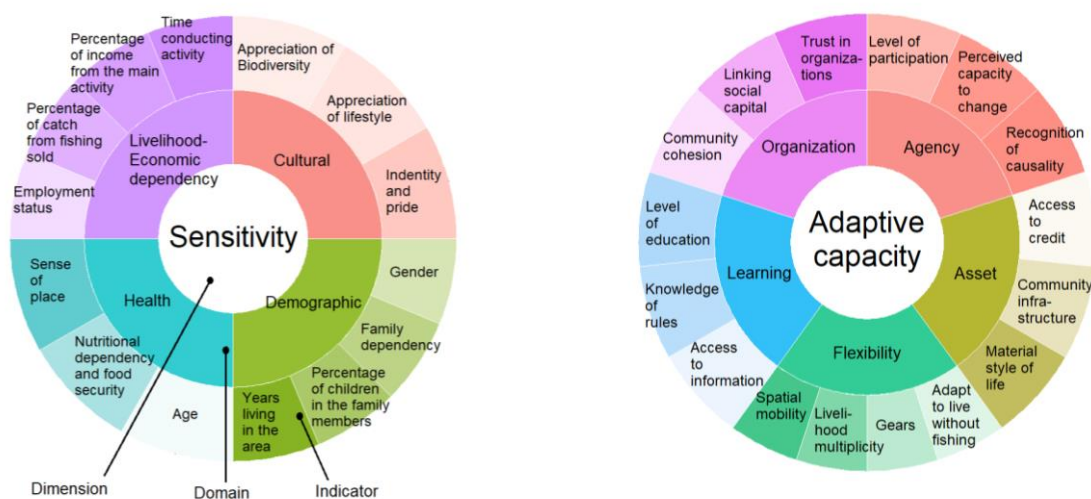 Time
conducting
activity
Percentage
of income
from the main
activity
Percentage
of catch
from fishing
sold
Employment
status
Livelihood-
Economic
dependency
Appreciation of
Biodiversity
Appreciation
of lifestyle
Indentity and
pride
Cultural
Sensitivity
Sense
of
place
Health
Nutritional
dependency
and food
security
Age
Demographic
Gender
Family
dependency
Percentage
of children
in the family
members
Years
living in
the area
Dimension
Domain
Indicator
Trust in
organiza-
tions
Linking
social
capital
Community
cohesion
Organization
Level of
participation
Perceived
capacity
to
change
Recognition
of
causality
Agency
Adaptive
capacity
Level
of
education
Knowledge
of
rules
Access
to
information
Learning
Access
to
credit
Community
infra-
structure
Material
style of
life
Asset
Flexibility
Spatial
mobility
Liveli-
hood
multiplicity
Gears
Adapt
to live
without
fishing